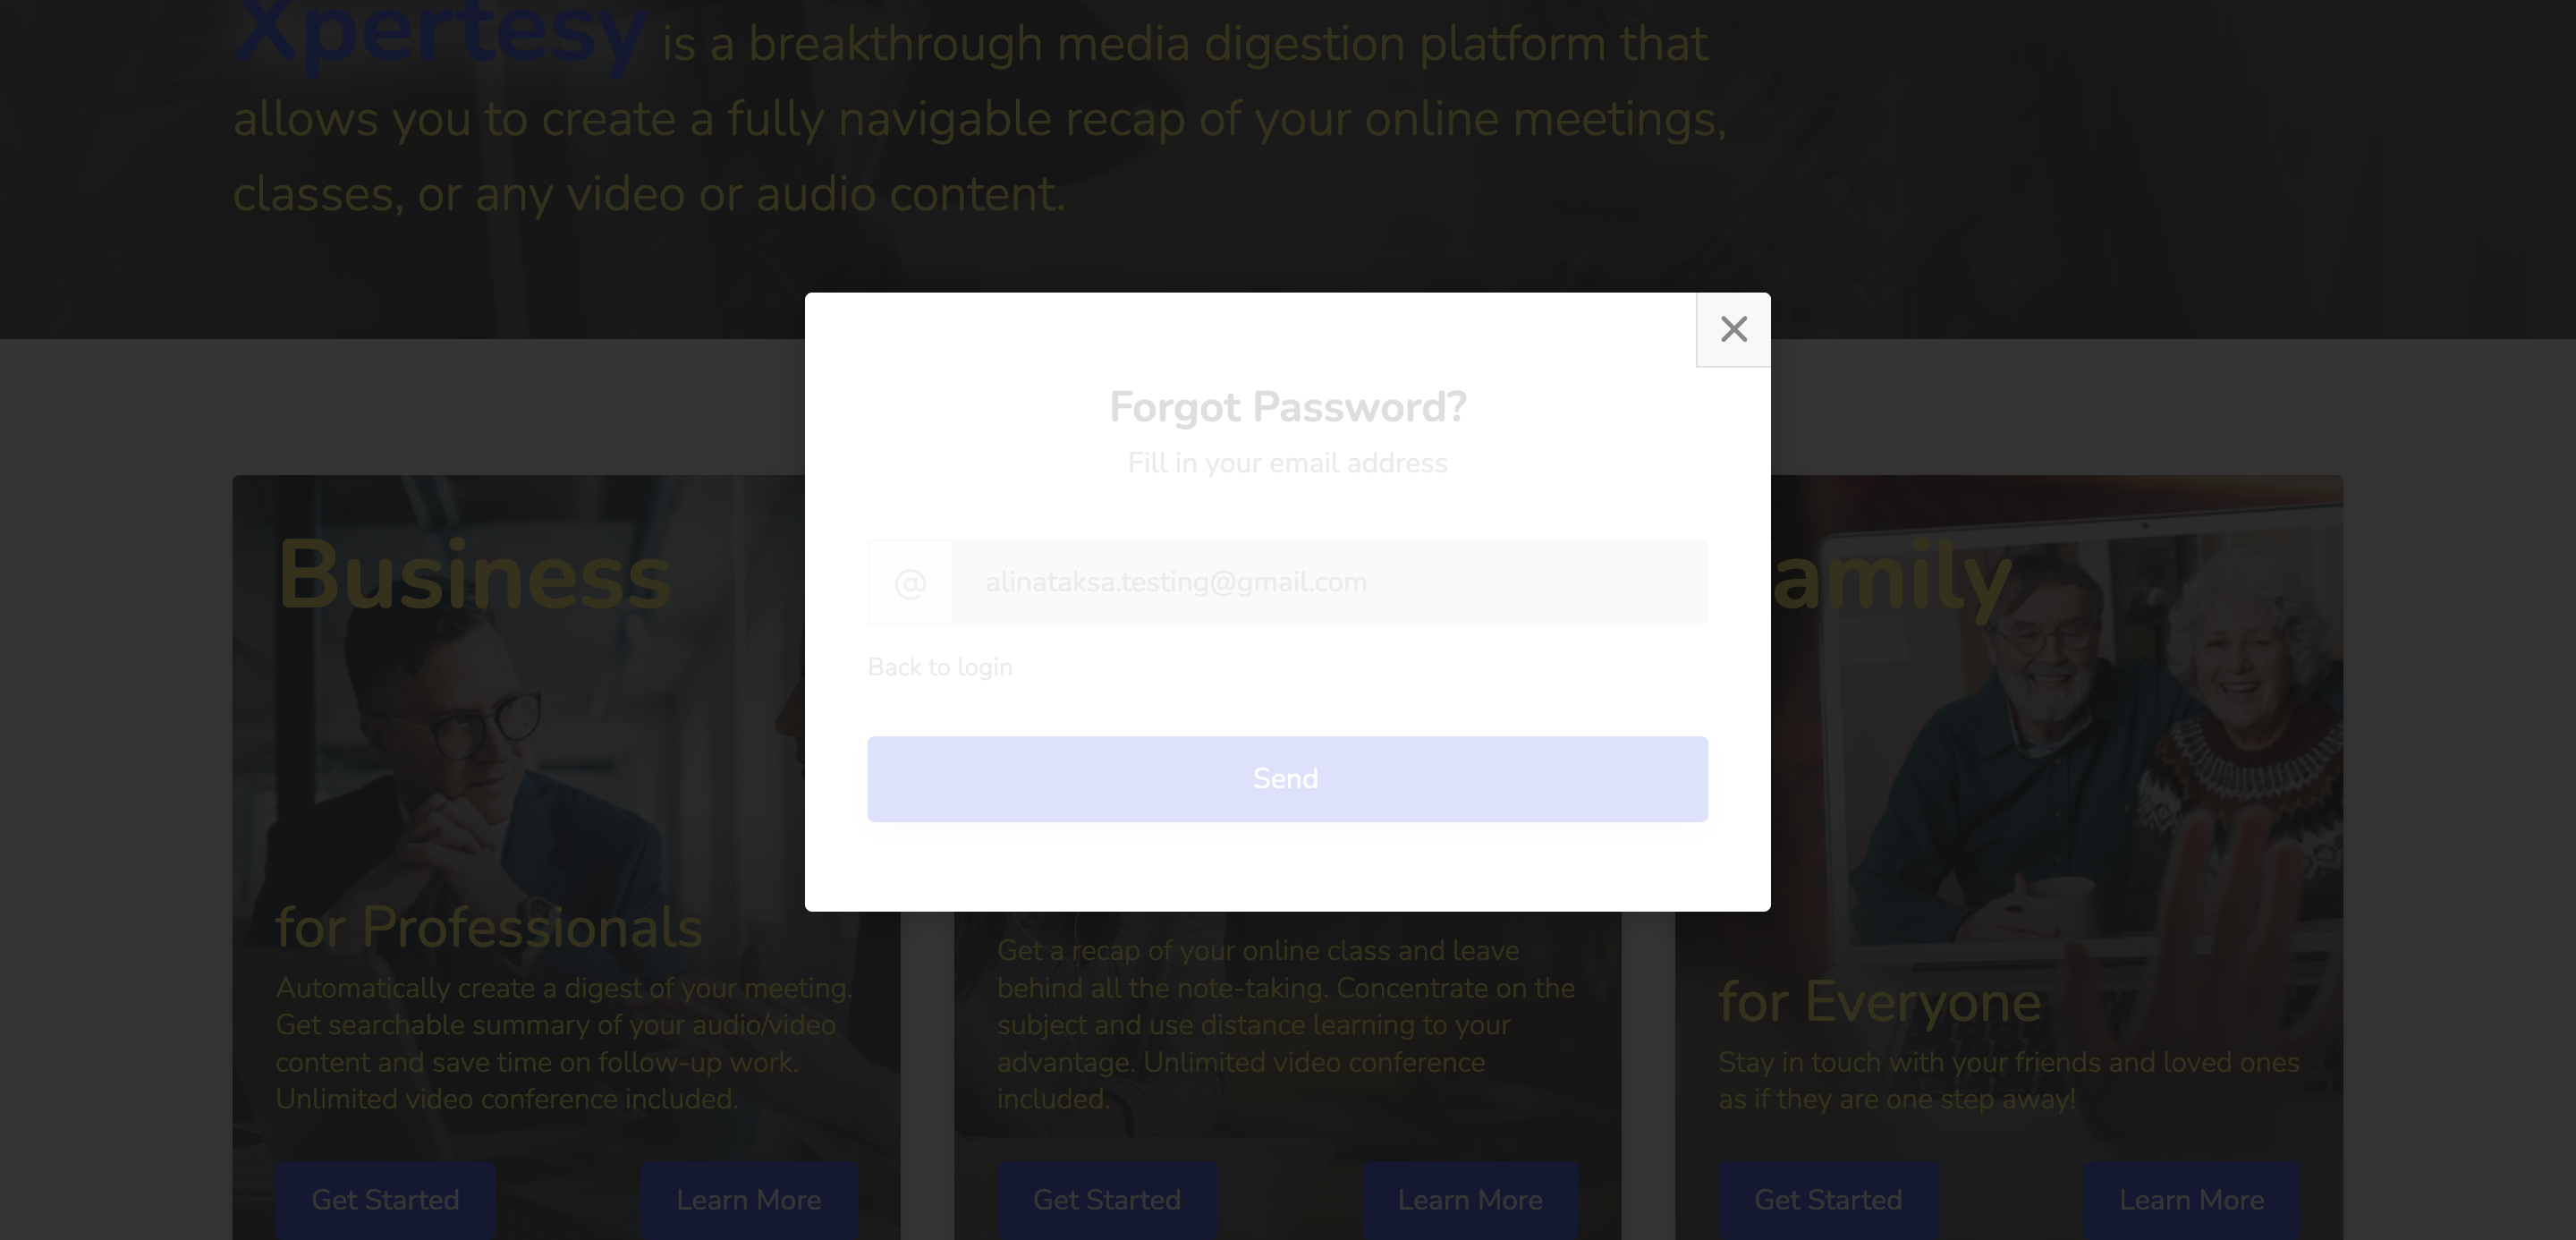 Xpertesy is a breakthrough media digestion platform that
allows you to create a fully navigable recap of your online meetings,
classes, or any video or audio content.
Forgot Password?
Fill in your email address
@ alinataksa.testing@gmail.com
Back to login
Send
Business
for Professionals
Automatically create a digest of your meeting.
Get searchable summary of your audio/video
content and save time on follow-up work.
Unlimited video conference included.
Get Started
Learn More
Get a recap of your online class and leave
behind all the note-taking. Concentrate on the
subject and use distance learning to your
advantage. Unlimited video conference
included.
Get Started
Learn More
amily
for Everyone
Stay in touch with your friends and loved ones
as if they are one step away!
Get Started
Learn More